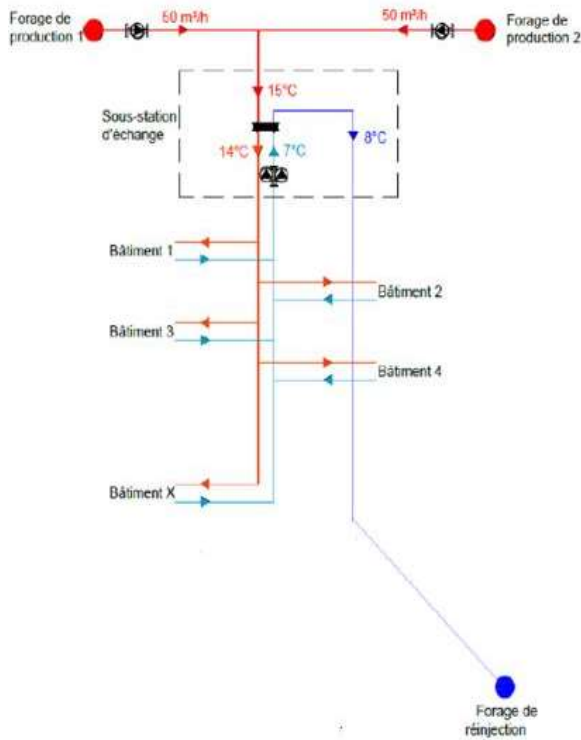 Forage de
production 1
50 m³/h
50 m³/h
Forage de
production 2
15°C
Sous-station
d'échange
14°C
7°C
8°C
Bâtiment 1
Bâtiment 2
Bâtiment 3
Bâtiment 4
Bâtiment X
Forage de
réinjection